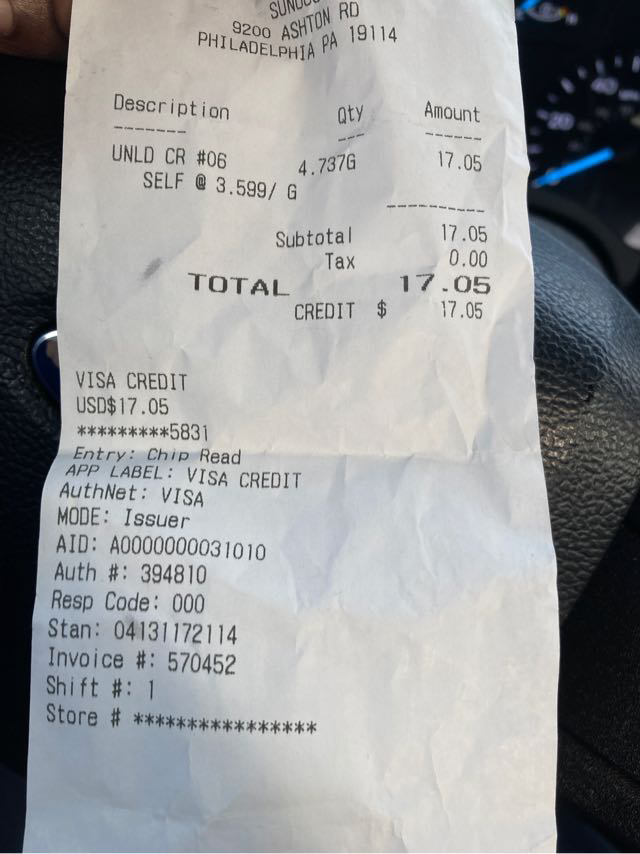 9200 ASHTON RD
PHILADELPHIA PA 19114
Description Qty Amount
------- --- ------
UNLD CR #06 4.737G 17.05
SELF @ 3.599/ G
----------
Subtotal 17.05
Tax 0.00
TOTAL 17.05
CREDIT $ 17.05
VISA CREDIT
USD$17.05
*********5831
Entry: Chip Read
APP LABEL: VISA CREDIT
AuthNet: VISA
MODE: Issuer
AID: A0000000031010
Auth #: 394810
Resp Code: 000
Stan: 04131172114
Invoice #: 570452
Shift #: 1
Store # ****************